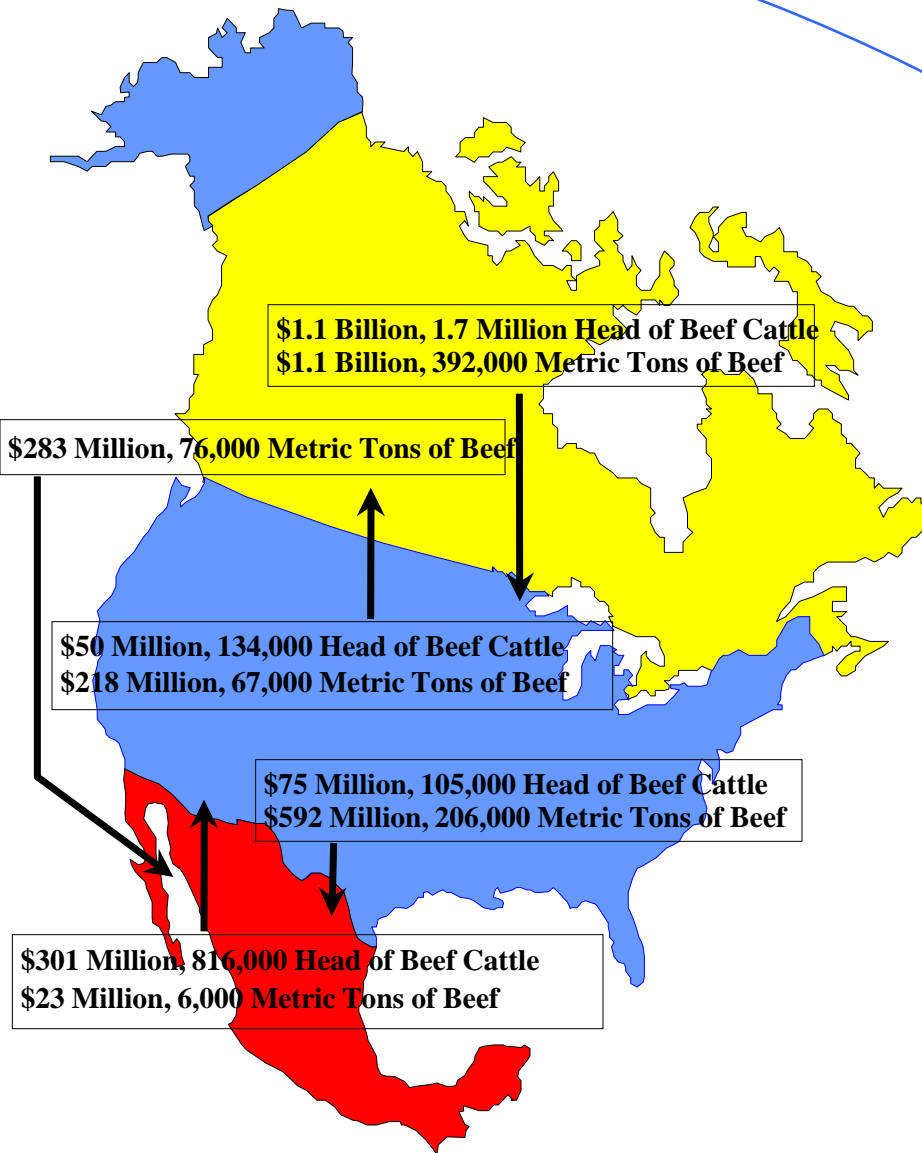 $1.1 Billion, 1.7 Million Head of Beef Cattle
$1.1 Billion, 392,000 Metric Tons of Beef
$283 Million, 76,000 Metric Tons of Beef
$50 Million, 134,000 Head of Beef Cattle
$218 Million, 67,000 Metric Tons of Beef
$75 Million, 105,000 Head of Beef Cattle
$592 Million, 206,000 Metric Tons of Beef
$301 Million, 816,000 Head of Beef Cattle
$23 Million, 6,000 Metric Tons of Beef